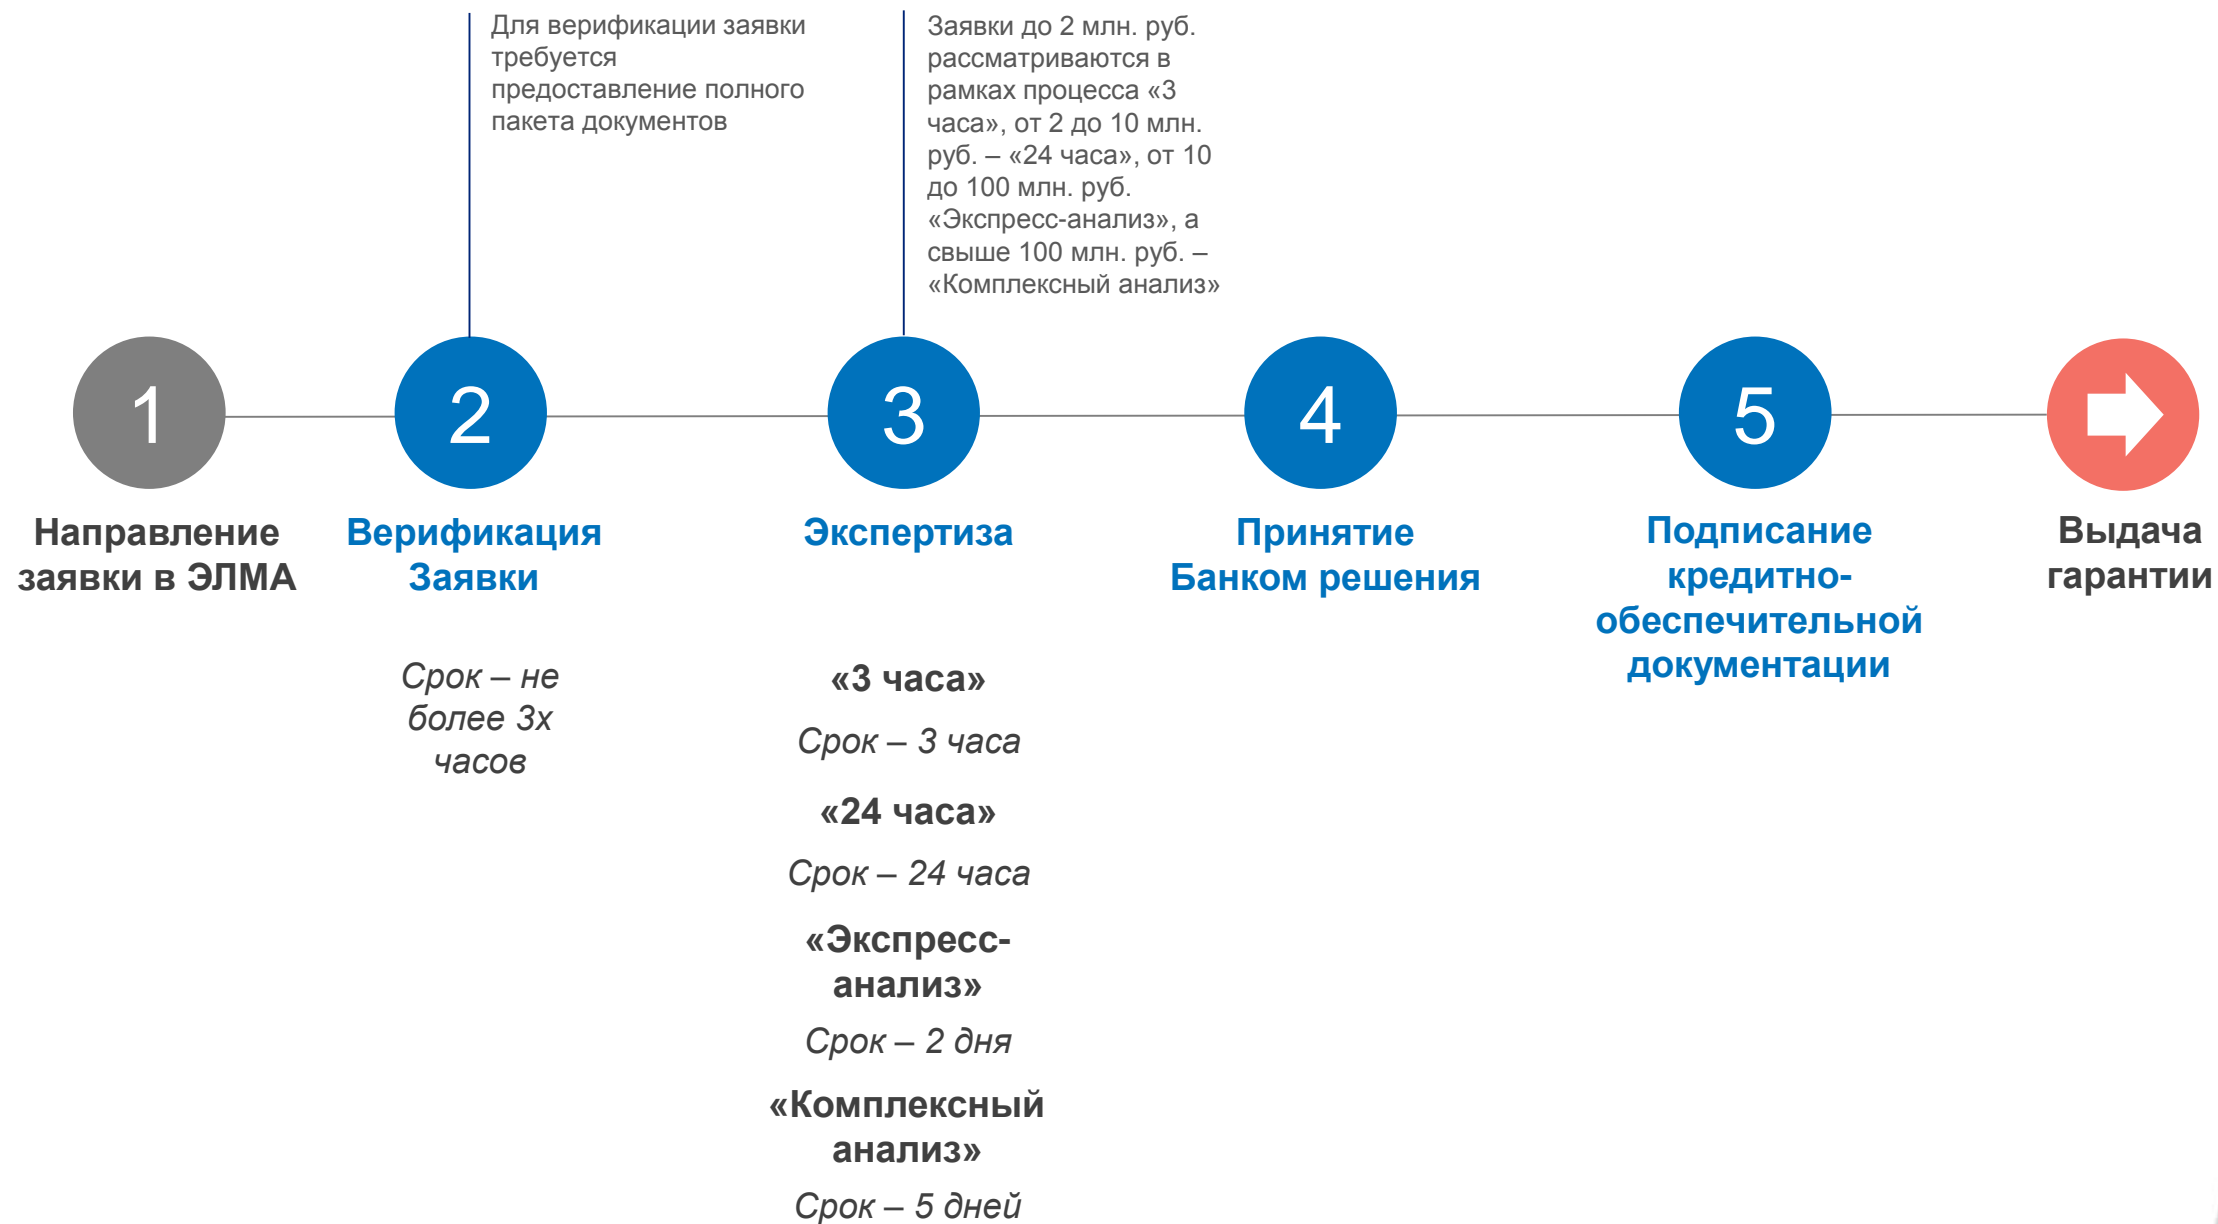 Для верификации заявки
требуется
предоставление полного
пакета документов
Заявки до 2 млн. руб.
рассматриваются в
рамках процесса «3
часа», от 2 до 10 млн.
руб. – «24 часа», от 10
до 100 млн. руб.
«Экспресс-анализ», а
свыше 100 млн. руб. –
«Комплексный анализ»
1
2
3
4
5
Направление
заявки в ЭЛМА
Верификация
Заявки
Экспертиза
Принятие
Банком решения
Подписание
кредитно-
обеспечительной
документации
Выдача
гарантии
Срок – не
более 3х
часов
«3 часа»
Срок – 3 часа
«24 часа»
Срок – 24 часа
«Экспресс-
анализ»
Срок – 2 дня
«Комплексный
анализ»
Срок – 5 дней